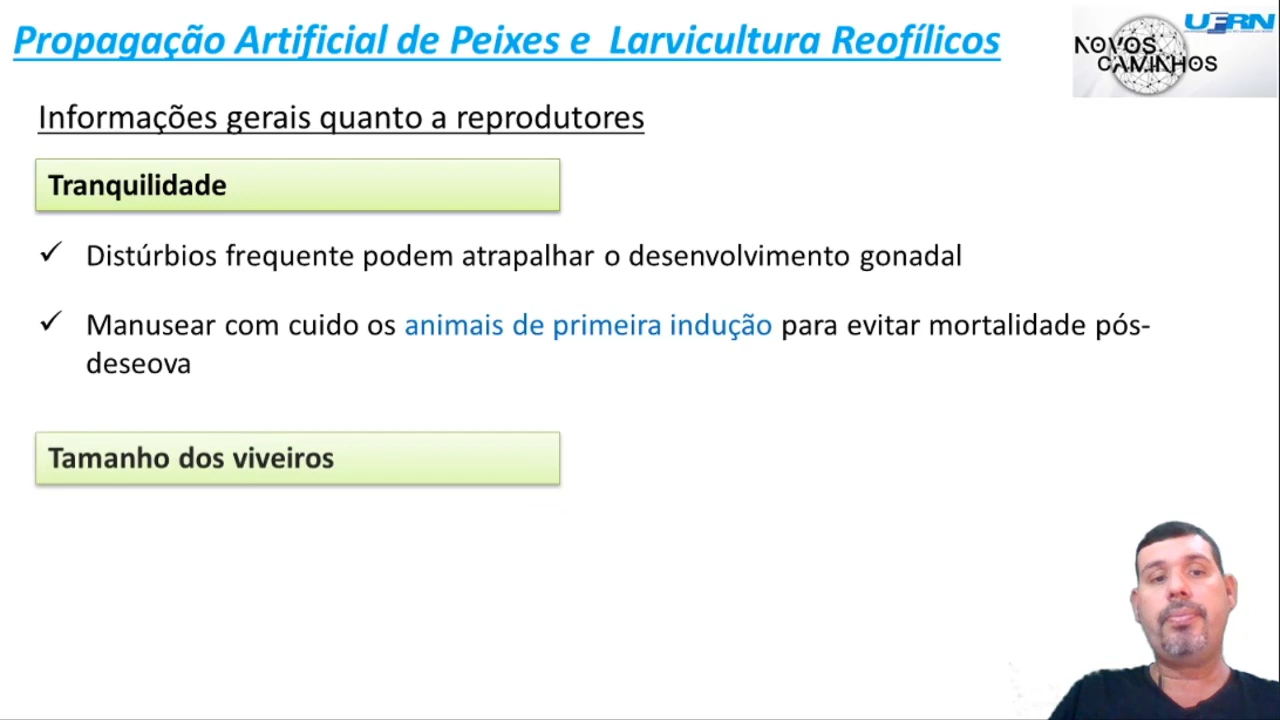 Propagação Artificial de Peixes e Larvicultura Reofílicos
UFRN
NOVOS
CAMINHOS
Informações gerais quanto a reprodutores
Tranquilidade
✓ Distúrbios frequente podem atrapalhar o desenvolvimento gonadal
✓ Manusear com cuido os animais de primeira indução para evitar mortalidade pós-
deseova
Tamanho dos viveiros